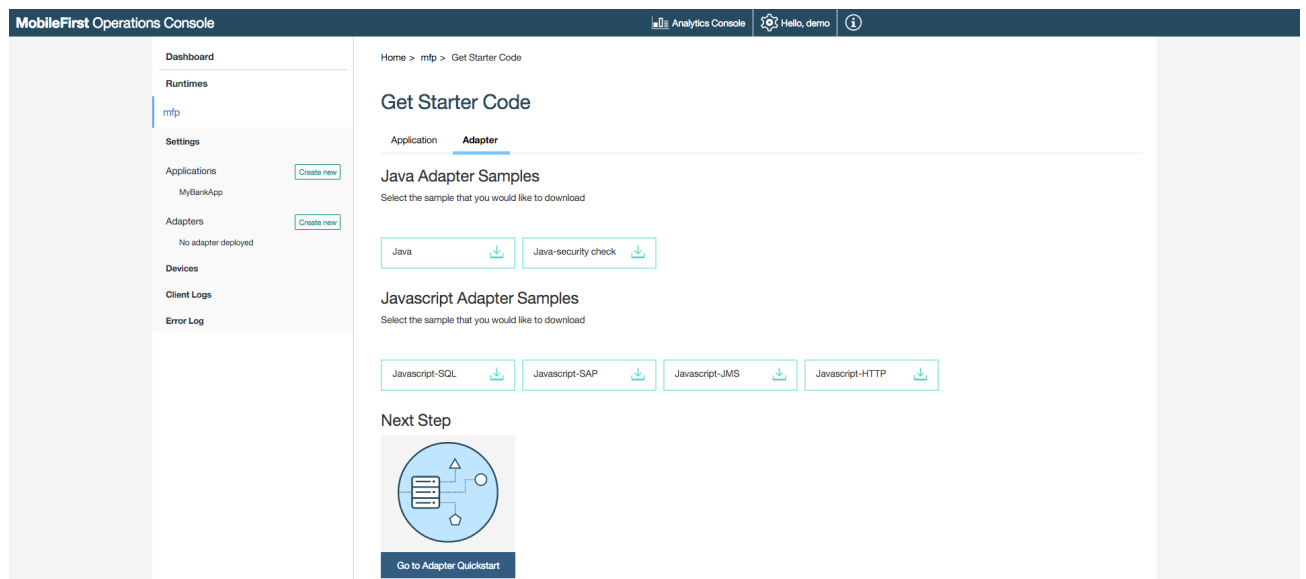 MobileFirst Operations Console
Analytics Console
Hello, demo
Dashboard
Runtimes
mfp
Settings
Applications
Create new
MyBankApp
Adapters
Create new
No adapter deployed
Devices
Client Logs
Error Log
Home > mfp > Get Starter Code
Get Starter Code
Application Adapter
Java Adapter Samples
Select the sample that you would like to download
Java Java-security check
Javascript Adapter Samples
Select the sample that you would like to download
Javascript-SQL Javascript-SAP Javascript-JMS Javascript-HTTP
Next Step
Go to Adapter Quickstart